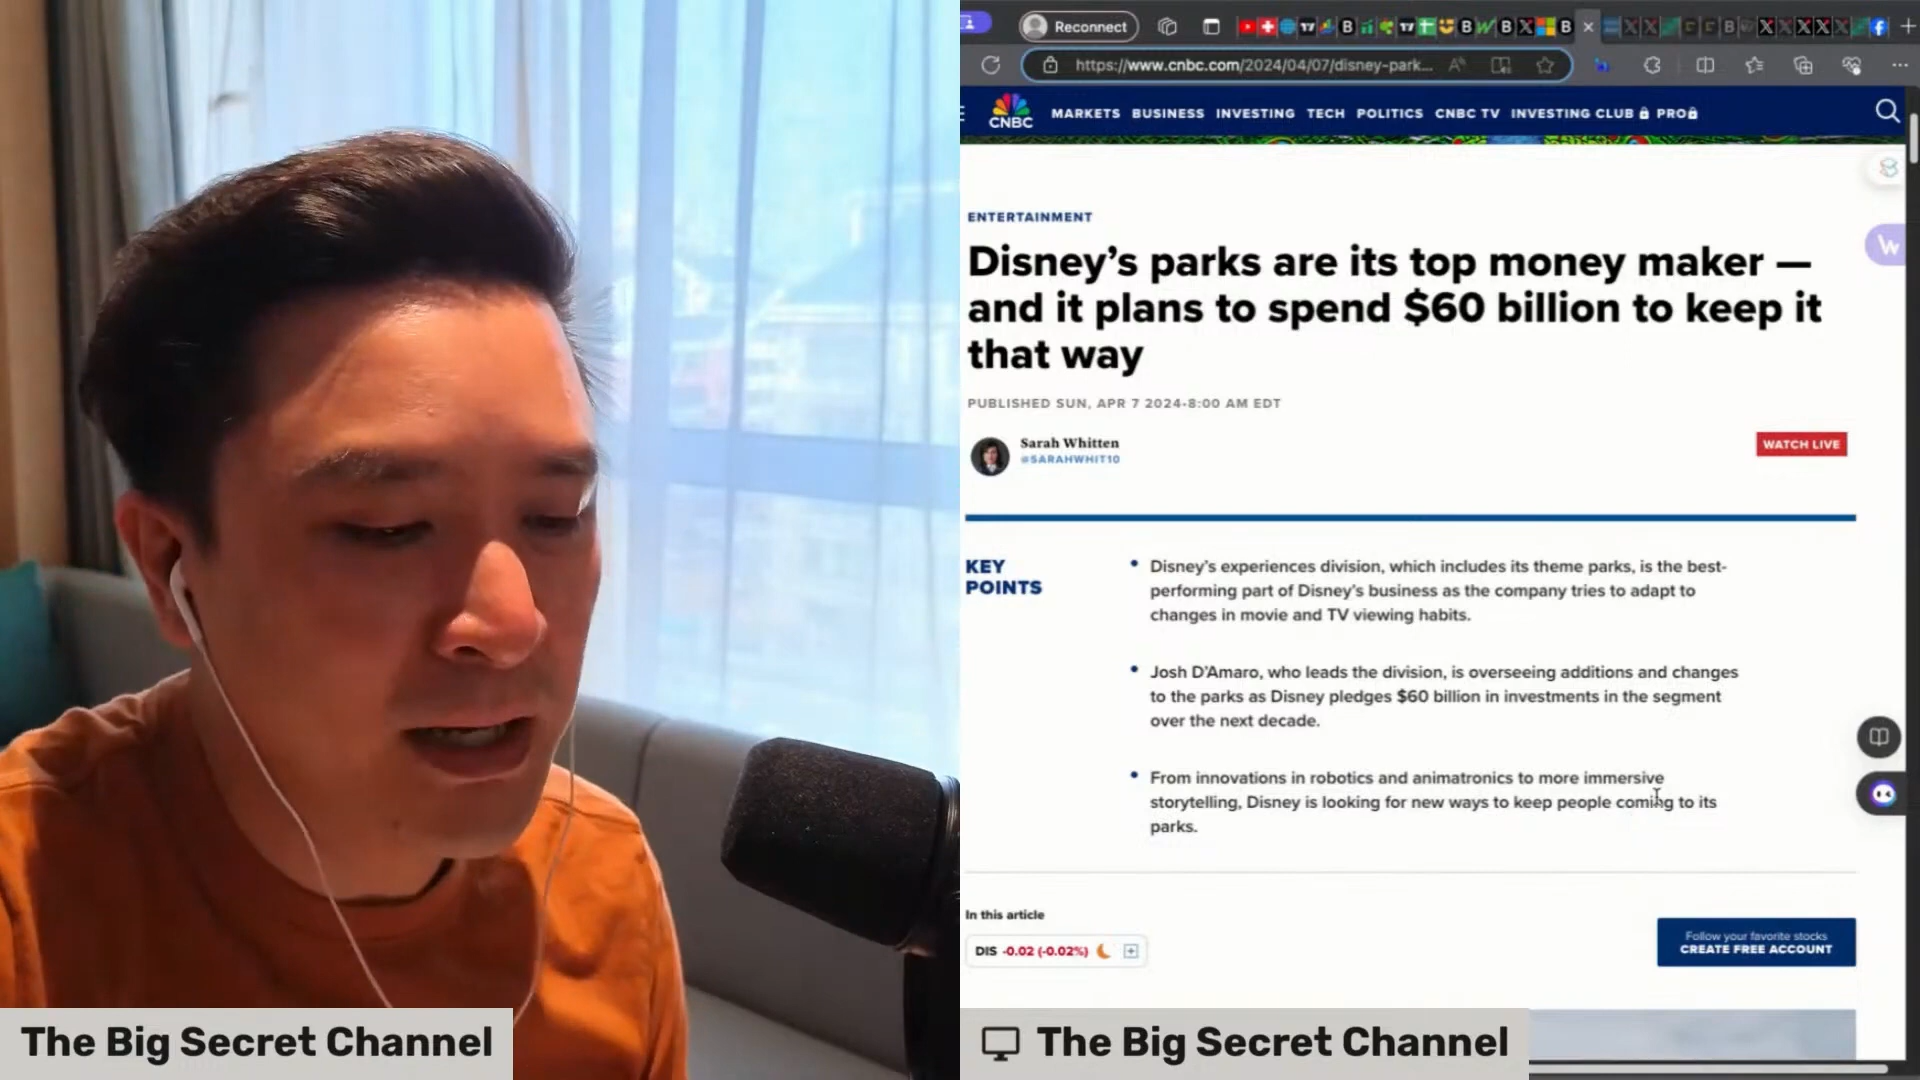 Reconnect
https://www.cnbc.com/2024/04/07/disney-park...
CNBC
MARKETS BUSINESS INVESTING TECH POLITICS CNBC TV INVESTING CLUB PRO
ENTERTAINMENT
Disney’s parks are its top money maker —
and it plans to spend $60 billion to keep it
that way
PUBLISHED SUN, APR 7 2024-8:00 AM EDT
Sarah Whitten
@SARAHWHIT10
WATCH LIVE
KEY
POINTS
• Disney’s experiences division, which includes its theme parks, is the best-
performing part of Disney’s business as the company tries to adapt to
changes in movie and TV viewing habits.
• Josh D’Amaro, who leads the division, is overseeing additions and changes
to the parks as Disney pledges $60 billion in investments in the segment
over the next decade.
• From innovations in robotics and animatronics to more immersive
storytelling, Disney is looking for new ways to keep people coming to its
parks.
In this article
DIS -0.02 (-0.02%)
Follow your favorite stocks
CREATE FREE ACCOUNT
The Big Secret Channel
The Big Secret Channel